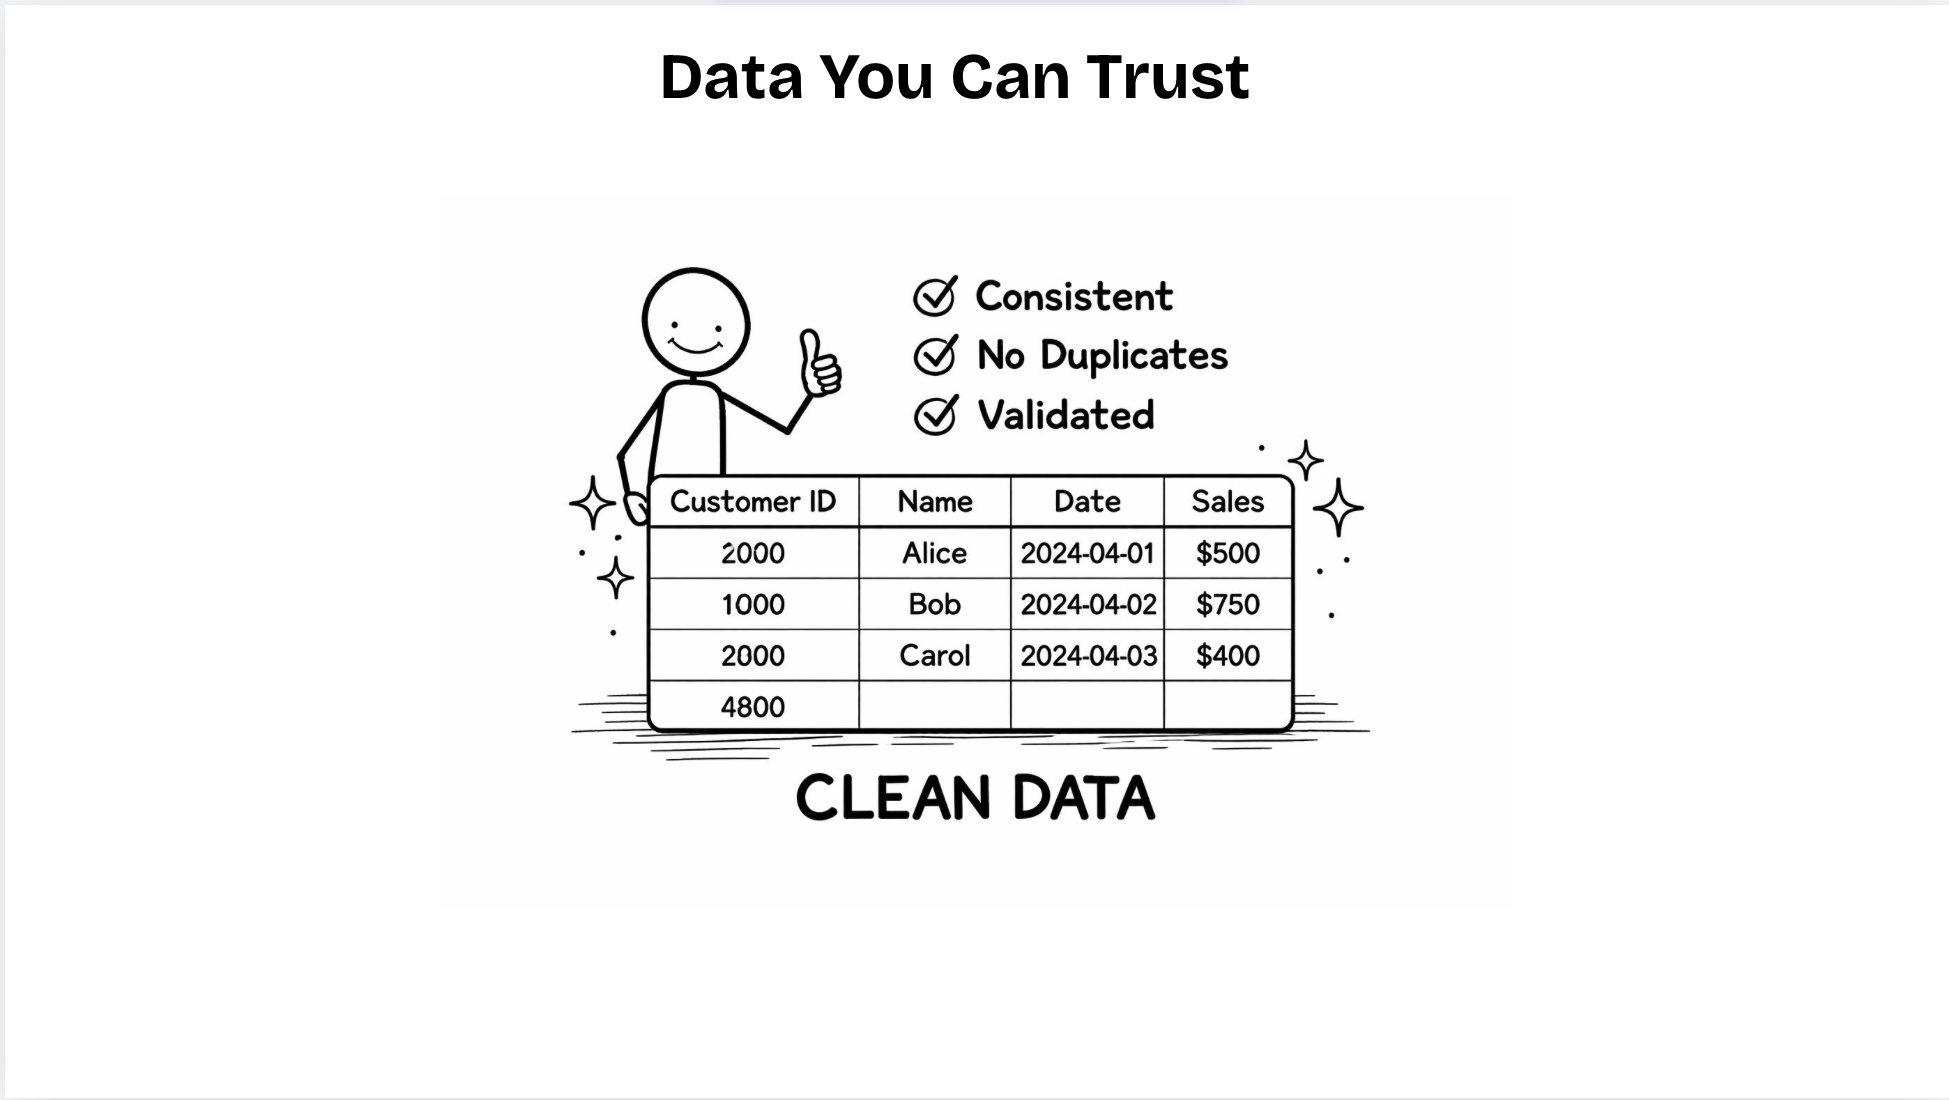 Data You Can Trust
Consistent
No Duplicates
Validated
Customer ID Name Date Sales
2000 Alice 2024-04-01 $500
1000 Bob 2024-04-02 $750
2000 Carol 2024-04-03 $400
4800
CLEAN DATA